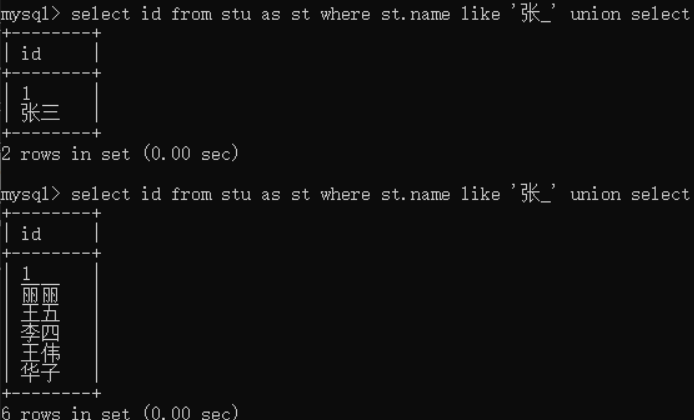 mysql> select id from stu as st where st.name like '张_' union select
+--------+
| id     |
+--------+
| 1      |
| 张三   |
+--------+
2 rows in set (0.00 sec)
mysql> select id from stu as st where st.name like '张_' union select
+--------+
| id     |
+--------+
| 1      |
| 丽丽   |
| 王五   |
| 李四   |
| 王伟   |
| 华子   |
+--------+
6 rows in set (0.00 sec)